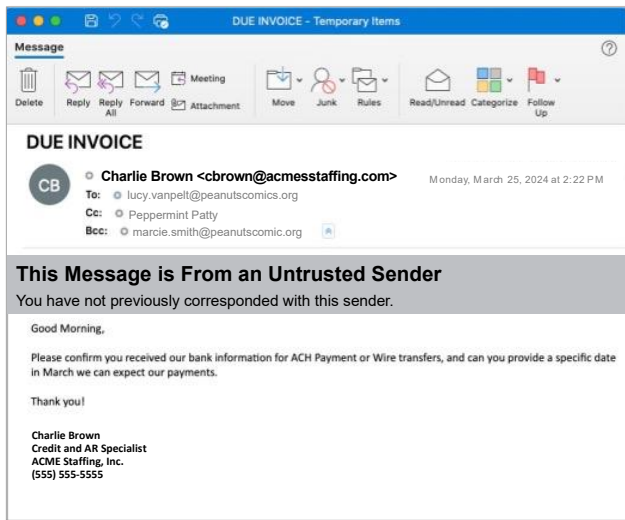 DUE INVOICE - Temporary Items
Message
Delete
Reply
Reply All
Forward
Meeting
Attachment
Move
Junk
Rules
Read/Unread
Categorize
Follow Up
DUE INVOICE
CB
Charlie Brown <cbrown@acmesstaffing.com>
Monday, March 25, 2024 at 2:22 PM
To: lucy.vanpelt@peanutscomics.org
Cc: Peppermint Patty
Bcc: marcie.smith@peanutscomic.org
This Message is From an Untrusted Sender
You have not previously corresponded with this sender.
Good Morning,
Please confirm you received our bank information for ACH Payment or Wire transfers, and can you provide a specific date
in March we can expect our payments.
Thank you!
Charlie Brown
Credit and AR Specialist
ACME Staffing, Inc.
(555) 555-5555